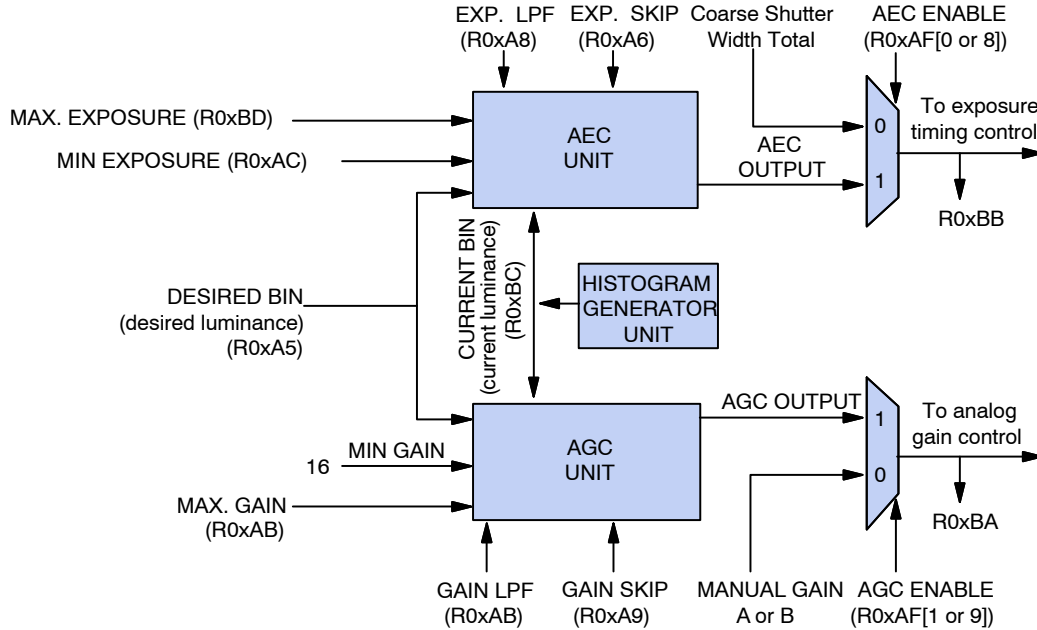 EXP. LPF
(R0xA8)
EXP. SKIP
(R0xA6)
Coarse Shutter
Width Total
AEC ENABLE
(R0xAF[0 or 8])
MAX. EXPOSURE (R0xBD)
MIN EXPOSURE (R0xAC)
AEC
UNIT
AEC
OUTPUT
0
1
To exposure
timing control
R0xBB
DESIRED BIN
(desired luminance)
(R0xA5)
CURRENT BIN
(current luminance)
(R0xBC)
HISTOGRAM
GENERATOR
UNIT
16
MIN GAIN
MAX. GAIN
(R0xAB)
AGC
UNIT
AGC OUTPUT
1
0
To analog
gain control
R0xBA
GAIN LPF
(R0xAB)
GAIN SKIP
(R0xA9)
MANUAL GAIN
A or B
AGC ENABLE
(R0xAF[1 or 9])